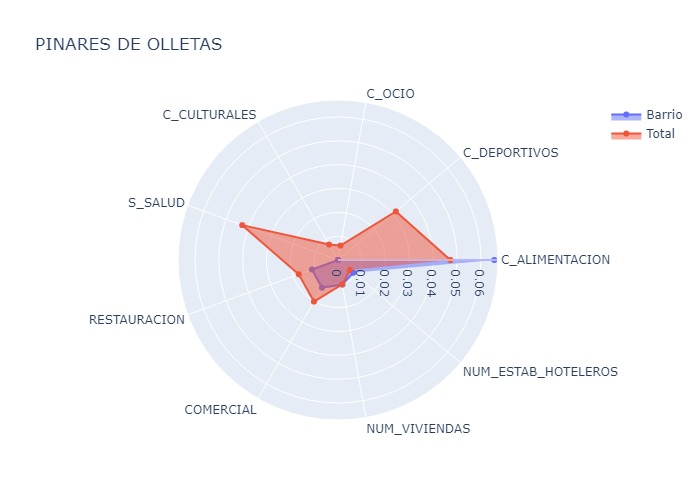 PINARES DE OLLETAS
C_OCIO
C_CULTURALES
Barrio
Total
C_DEPORTIVOS
S_SALUD
C_ALIMENTACION
0
0.01
0.02
0.03
0.04
0.05
0.06
RESTAURACION
NUM_ESTAB_HOTELEROS
COMERCIAL
NUM_VIVIENDAS